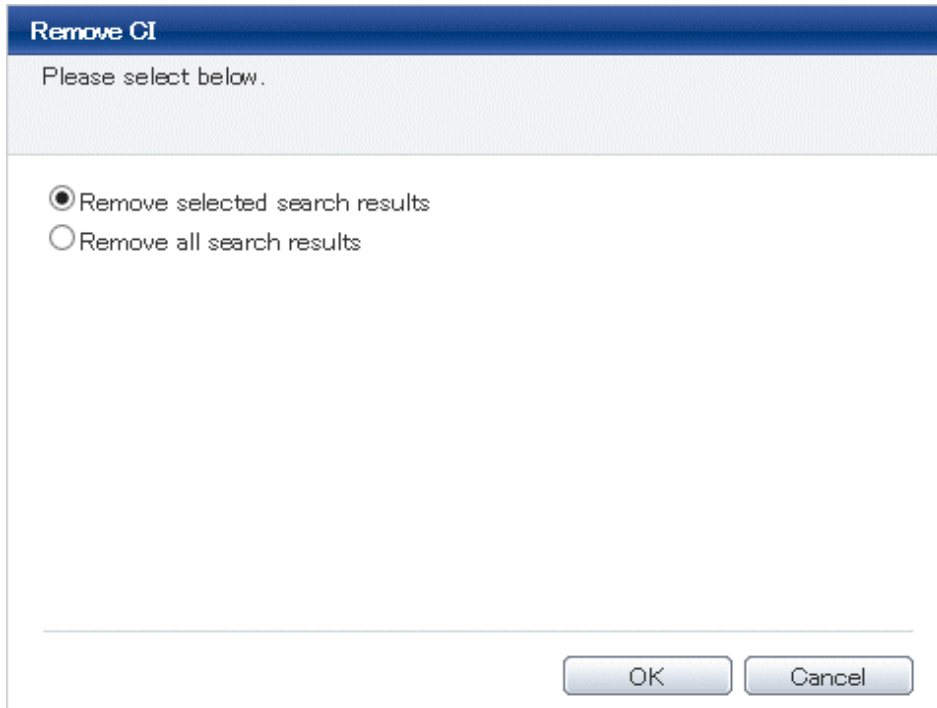 Remove CI
Please select below.
Remove selected search results
Remove all search results
OK
Cancel